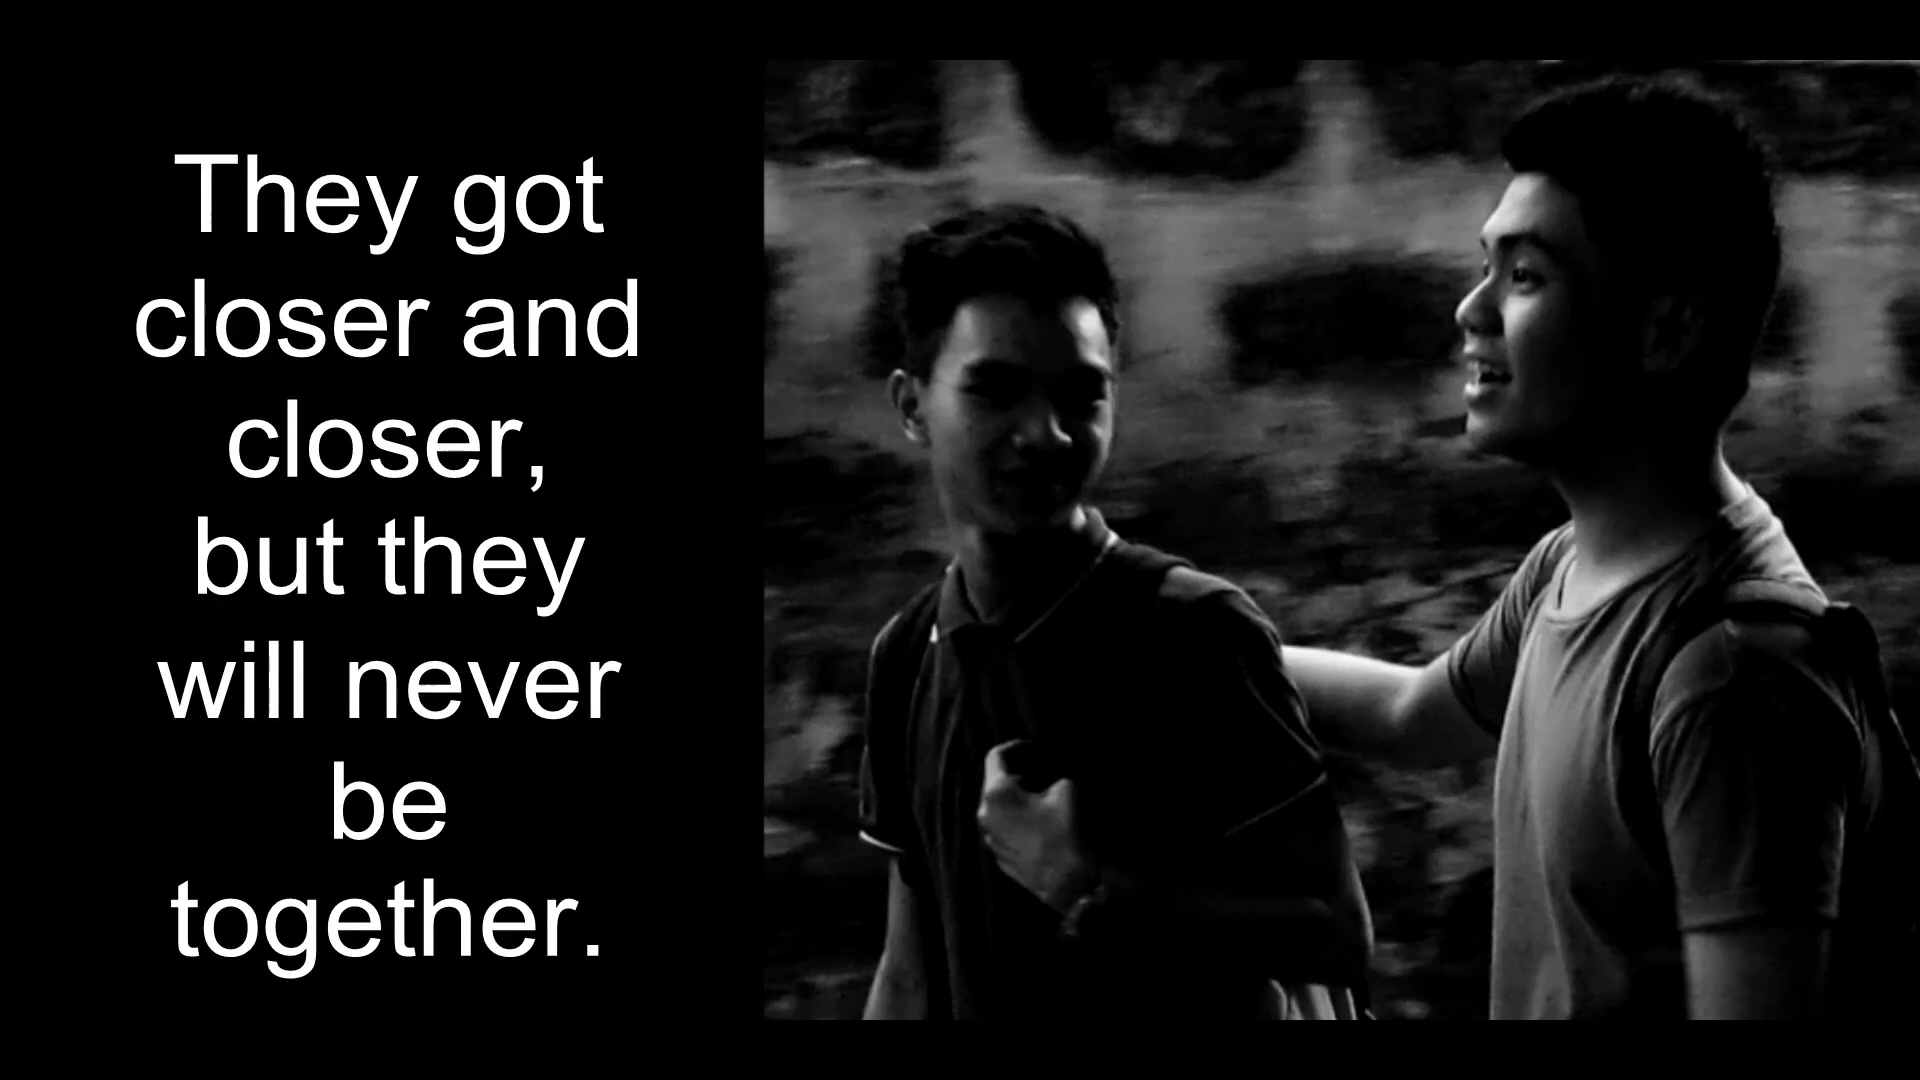 They got
closer and
closer,
but they
will never
be
together.